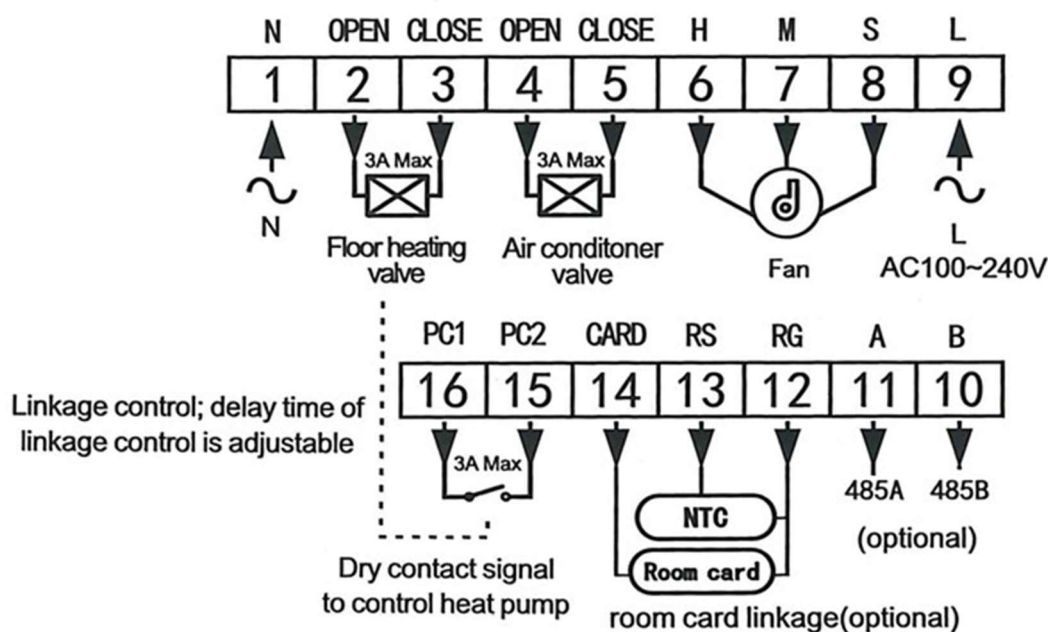 N OPEN CLOSE OPEN CLOSE H M S L
1 2 3 4 5 6 7 8 9
3A Max 3A Max
N
Floor heating
valve
Air conditoner
valve
Fan
L
AC100~240V
PC1 PC2 CARD RS RG A B
16 15 14 13 12 11 10
Linkage control; delay time of
linkage control is adjustable
3A Max
485A 485B
NTC
(optional)
Room card
Dry contact signal
to control heat pump
room card linkage(optional)